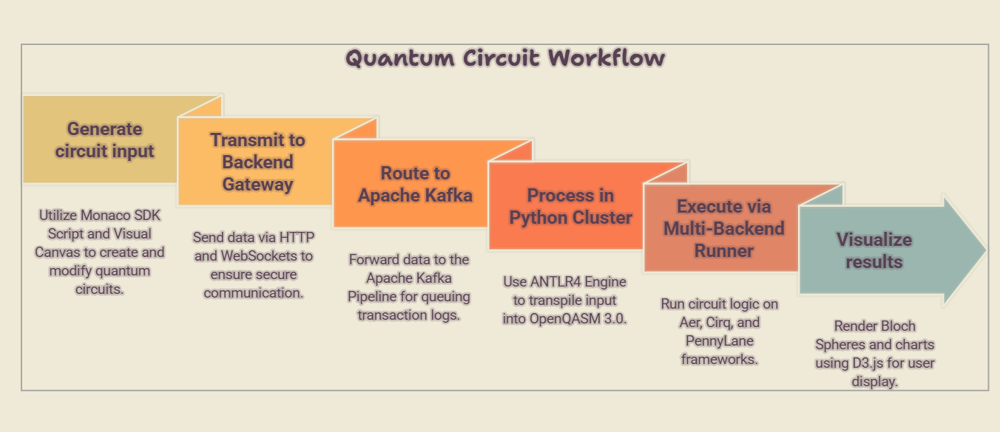 Quantum Circuit Workflow
Generate
circuit input
Utilize Monaco SDK
Script and Visual
Canvas to create and
modify quantum
circuits.
Transmit to
Backend
Gateway
Send data via HTTP
and WebSockets to
ensure secure
communication.
Route to
Apache Kafka
Forward data to the
Apache Kafka
Pipeline for queuing
transaction logs.
Process in
Python Cluster
Use ANTLR4 Engine
to transpile input
into OpenQASM 3.0.
Execute via
Multi-Backend
Runner
Run circuit logic on
Aer, Cirq, and
PennyLane
frameworks.
Visualize
results
Render Bloch
Spheres and charts
using D3.js for user
display.